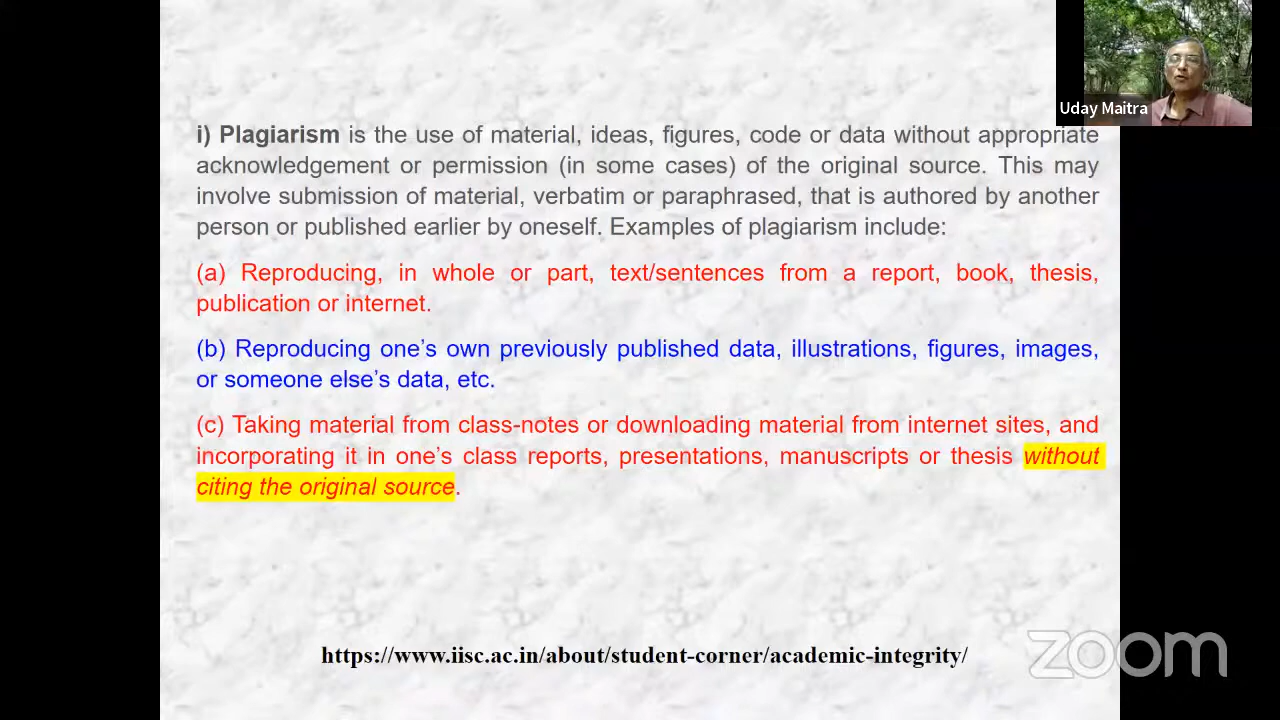 Uday Maitra
i) Plagiarism is the use of material, ideas, figures, code or data without appropriate
acknowledgement or permission (in some cases) of the original source. This may
involve submission of material, verbatim or paraphrased, that is authored by another
person or published earlier by oneself. Examples of plagiarism include:
(a) Reproducing, in whole or part, text/sentences from a report, book, thesis,
publication or internet.
(b) Reproducing one’s own previously published data, illustrations, figures, images,
or someone else’s data, etc.
(c) Taking material from class-notes or downloading material from internet sites, and
incorporating it in one’s class reports, presentations, manuscripts or thesis without
citing the original source.
https://www.iisc.ac.in/about/student-corner/academic-integrity/
zoom